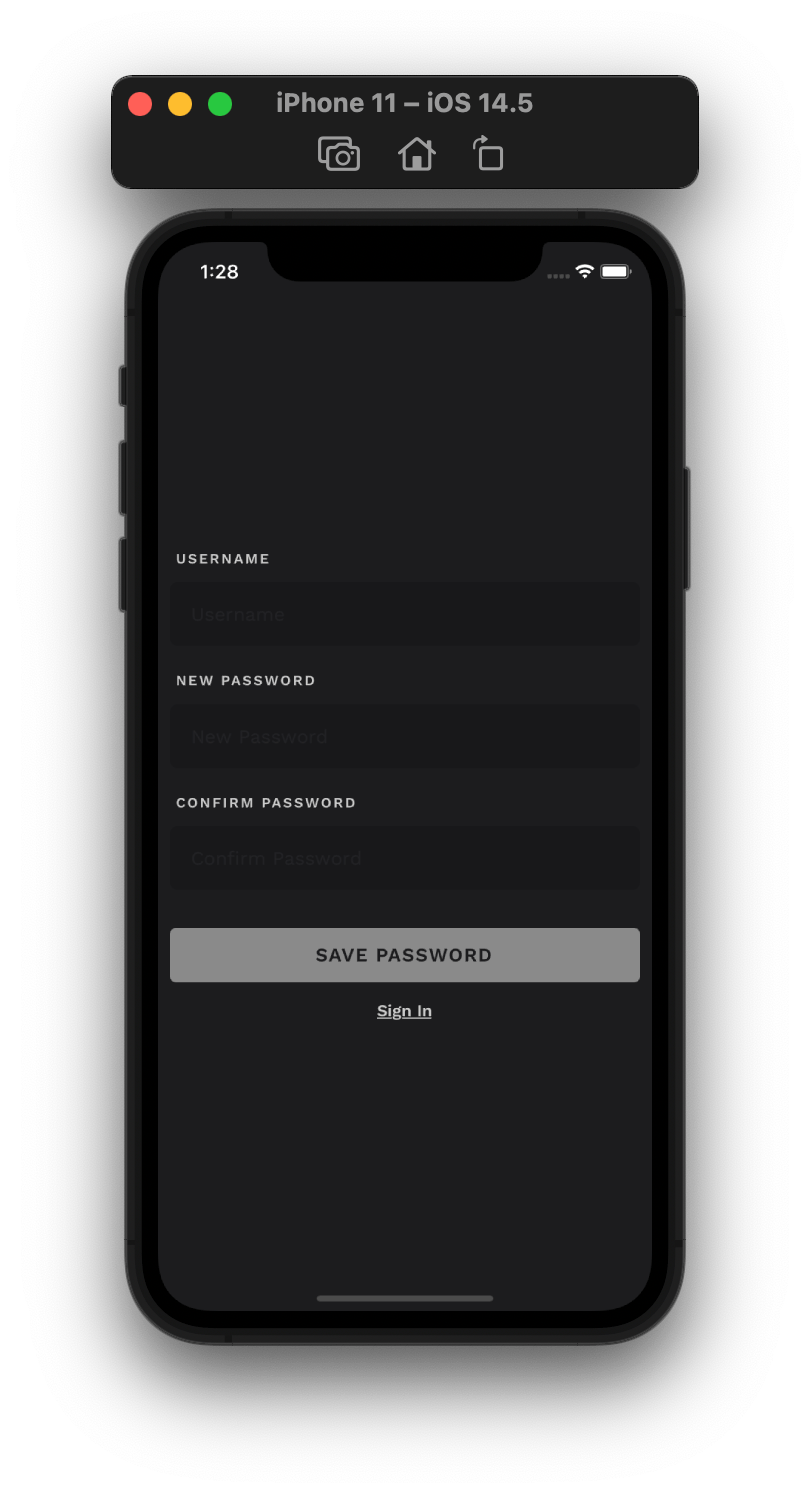 iPhone 11 – iOS 14.5
1:28
USERNAME
Username
NEW PASSWORD
New Password
CONFIRM PASSWORD
Confirm Password
SAVE PASSWORD
Sign In